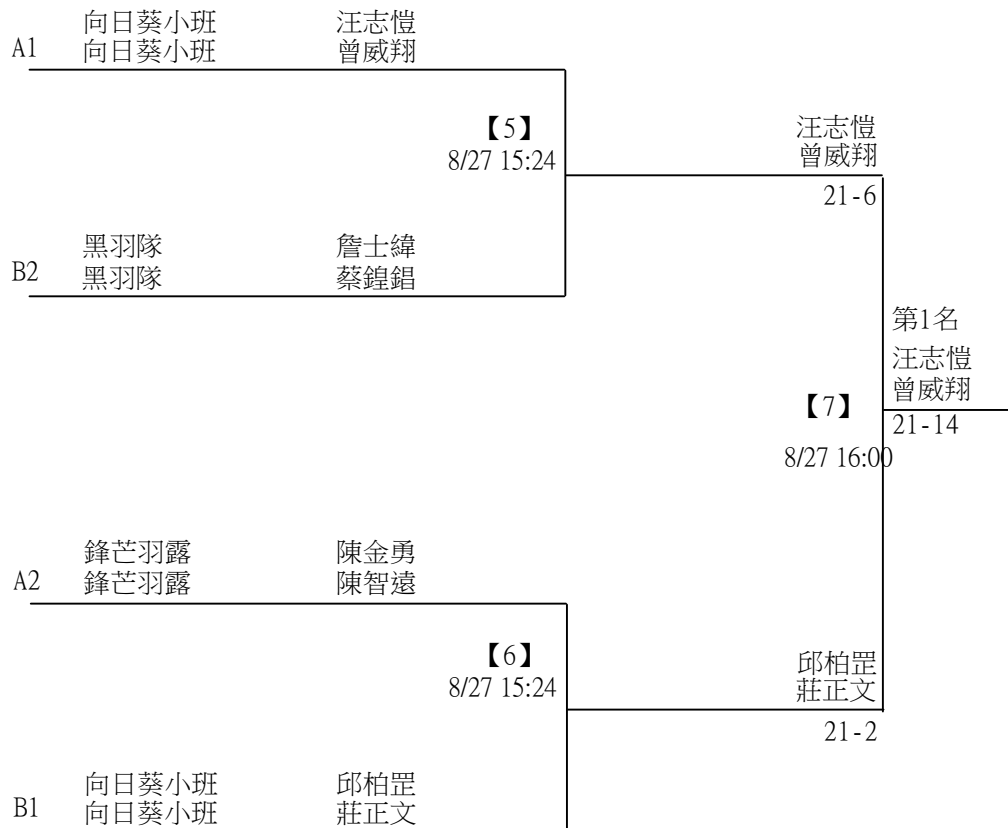 向日葵小班 汪志愷
A1 向日葵小班 曾威翔
【5】
8/27 15:24
汪志愷
曾威翔
21-6
黑羽隊 詹士緯
B2 黑羽隊 蔡鍠錩
第1名
汪志愷
曾威翔
【7】
21-14
8/27 16:00
鋒芒羽露 陳金勇
A2 鋒芒羽露 陳智遠
【6】
8/27 15:24
邱柏罡
莊正文
21-2
向日葵小班 邱柏罡
B1 向日葵小班 莊正文